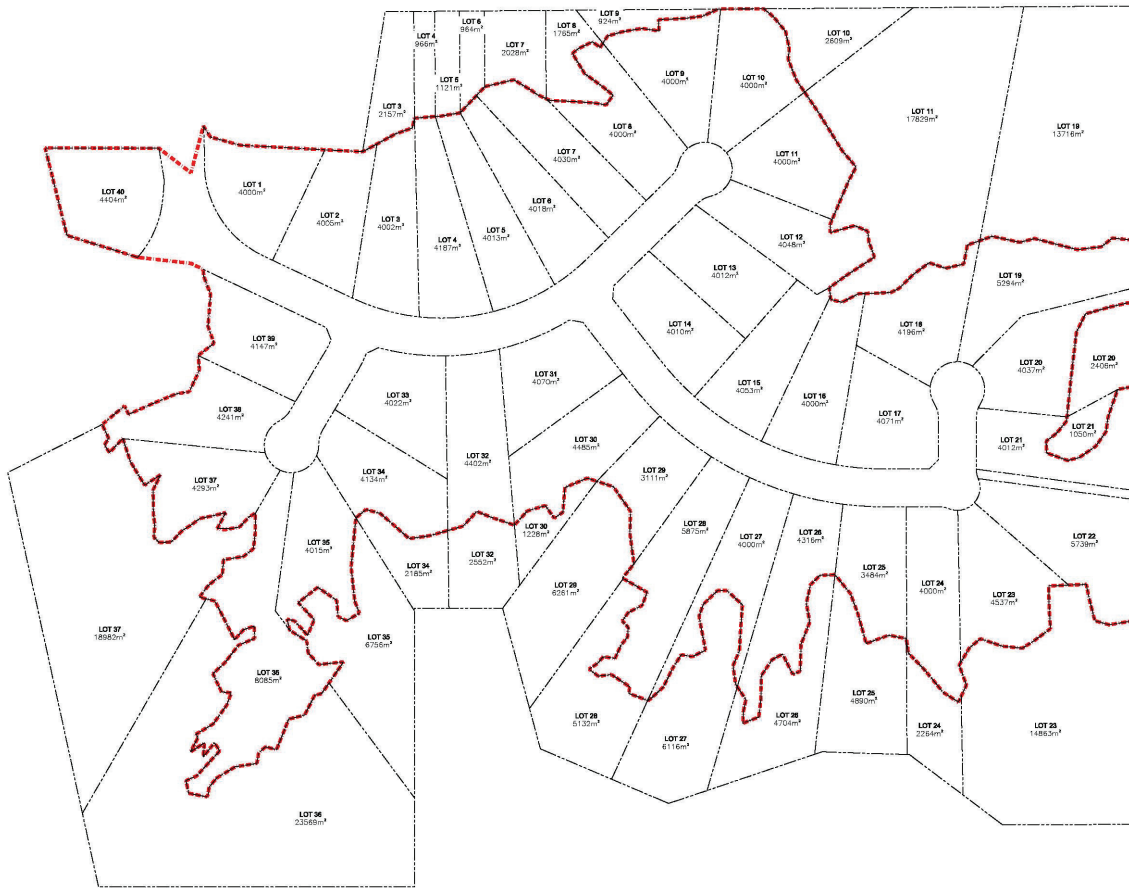 LOT 6
964m²
LOT 9
924m²
LOT 8
1765m²
LOT 4
966m²
LOT 7
2028m²
LOT 10
2609m²
LOT 5
1121m²
LOT 9
4000m²
LOT 10
4000m²
LOT 3
2157m²
LOT 11
17829m²
LOT 19
13716m²
LOT 8
4000m²
LOT 7
4030m²
LOT 11
4000m²
LOT 40
4404m²
LOT 1
4000m²
LOT 6
4018m²
LOT 2
4005m²
LOT 3
4002m²
LOT 5
4013m²
LOT 4
4187m²
LOT 12
4048m²
LOT 13
4012m²
LOT 19
5294m²
LOT 14
4010m²
LOT 18
4196m²
LOT 39
4147m²
LOT 20
4037m²
LOT 20
2406m²
LOT 31
4070m²
LOT 15
4053m²
LOT 33
4022m²
LOT 16
4000m²
LOT 38
4241m²
LOT 17
4071m²
LOT 30
4485m²
LOT 21
1050m²
LOT 21
4012m²
LOT 32
4402m²
LOT 34
4134m²
LOT 29
3111m²
LOT 37
4293m²
LOT 28
5875m²
LOT 30
1228m²
LOT 27
4000m²
LOT 26
4316m²
LOT 35
4015m²
LOT 22
5739m²
LOT 32
2552m²
LOT 34
2185m²
LOT 25
3484m²
LOT 29
6261m²
LOT 24
4000m²
LOT 23
4537m²
LOT 37
18982m²
LOT 35
6756m²
LOT 36
8085m²
LOT 25
4890m²
LOT 28
5132m²
LOT 26
4704m²
LOT 24
2264m²
LOT 23
14863m²
LOT 27
6116m²
LOT 36
23569m²